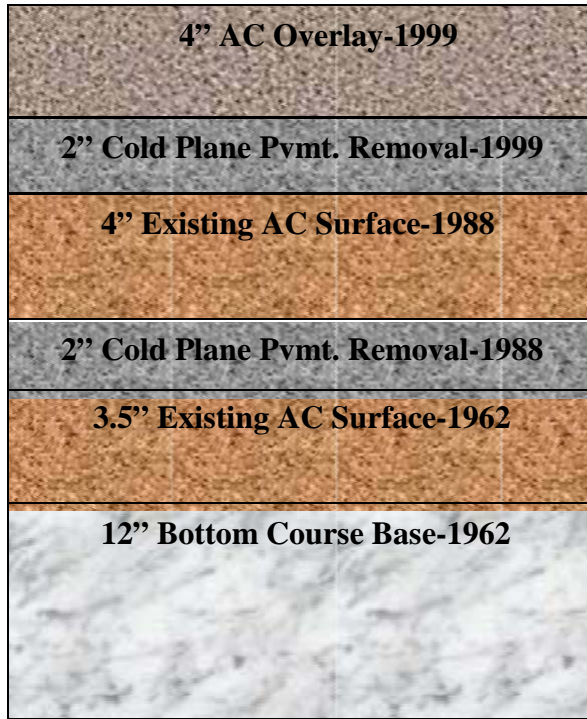 4” AC Overlay-1999
2” Cold Plane Pvmt. Removal-1999
4” Existing AC Surface-1988
2” Cold Plane Pvmt. Removal-1988
3.5” Existing AC Surface-1962
12” Bottom Course Base-1962